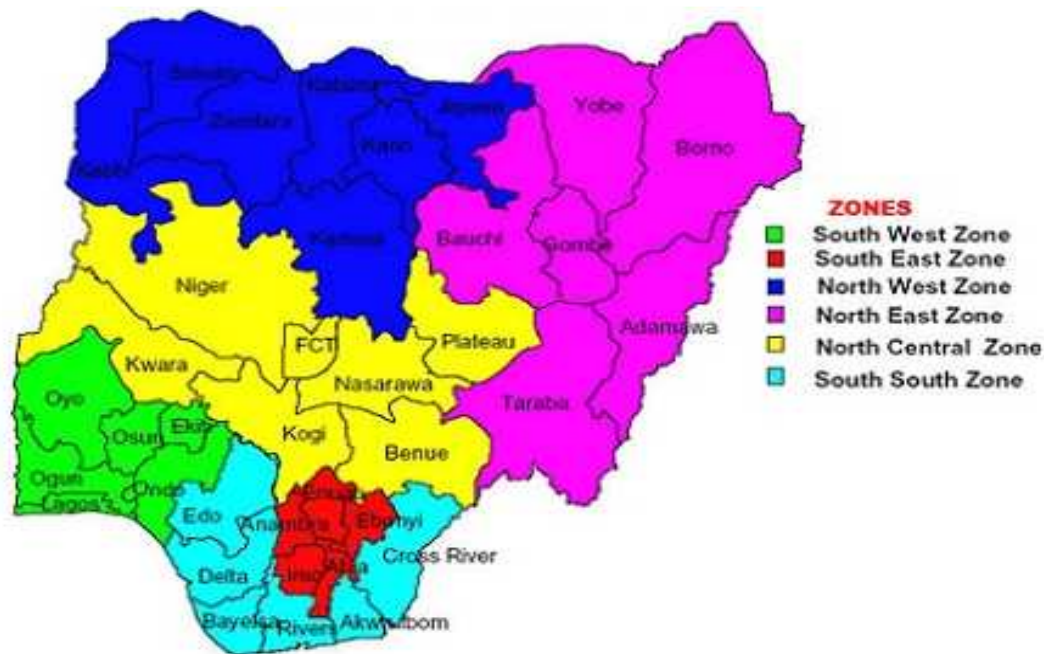 Sokoto
Katsina
Jigawa
Yobe
Zamfara
Kano
Borno
Kebbi
Kaduna
Bauchi
Gombe
Niger
Adamawa
FCT
Plateau
Kwara
Nasarawa
Oyo
Taraba
Osun
Ekiti
Kogi
Benue
Ogun
Ondo
Lagos
Enugu
Edo
Anambra
Ebonyi
Cross River
Delta
Imo
Abia
Bayelsa
Rivers
AkwaIbom
ZONES
South West Zone
South East Zone
North West Zone
North East Zone
North Central Zone
South South Zone